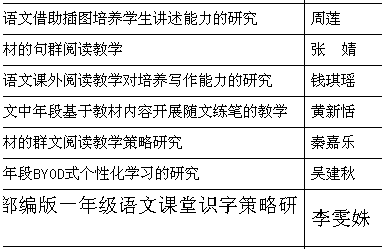 语文借助插图培养学生讲述能力的研究 周莲
材的句群阅读教学 张 婧
语文课外阅读教学对培养写作能力的研究 钱琪瑶
文中年段基于教材内容开展随文练笔的教学 黄新恬
材的群文阅读教学策略研究 秦嘉乐
年段BYOD式个性化学习的研究 吴建秋
部编版一年级语文课堂识字策略研 李雯姝